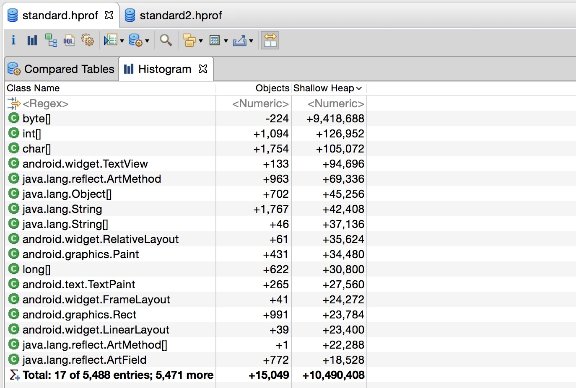 standard.hprof standard2.hprof
Compared Tables Histogram
Class Name Objects Shallow Heap
<Regex> <Numeric> <Numeric>
byte[] -224 +9,418,688
int[] +1,094 +126,952
char[] +1,754 +105,072
android.widget.TextView +133 +94,696
java.lang.reflect.ArtMethod +963 +69,336
java.lang.Object[] +702 +45,256
java.lang.String +1,767 +42,408
java.lang.String[] +46 +37,136
android.widget.RelativeLayout +61 +35,624
android.graphics.Paint +431 +34,480
long[] +622 +30,800
android.text.TextPaint +265 +27,560
android.widget.FrameLayout +41 +24,272
android.graphics.Rect +991 +23,784
android.widget.LinearLayout +39 +23,400
java.lang.reflect.ArtMethod[] +1 +22,288
java.lang.reflect.ArtField +772 +18,528
Total: 17 of 5,488 entries; 5,471 more +15,049 +10,490,408